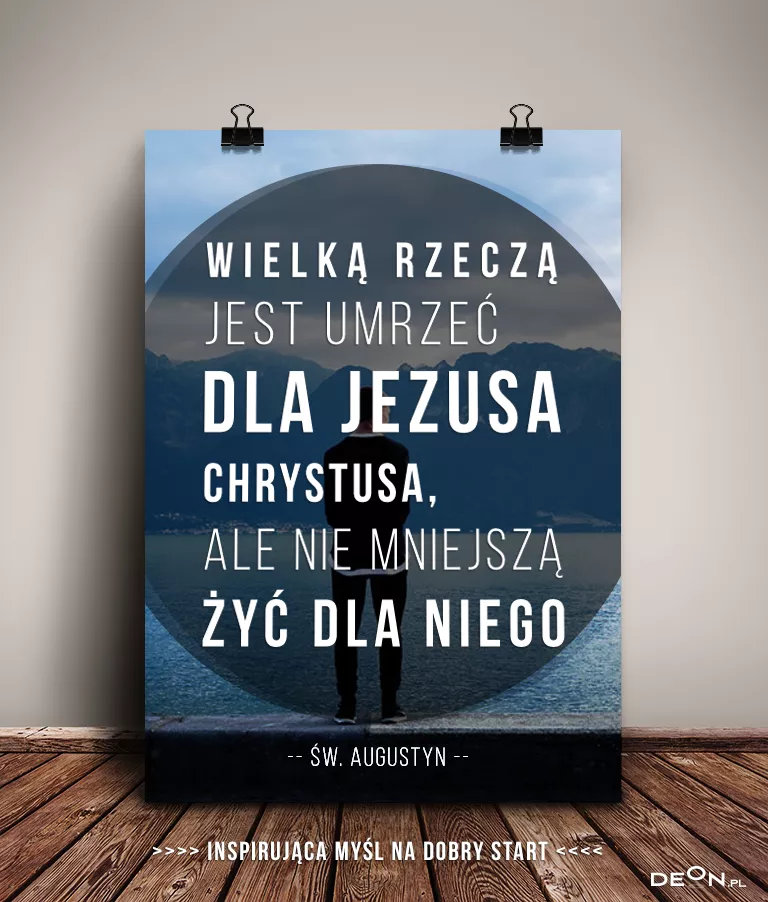 WIELKĄ RZECZĄ
JEST UMRZEĆ
DLA JEZUSA
CHRYSTUSA,
ALE NIE MNIEJSZĄ
ŻYĆ DLA NIEGO
-- ŚW. AUGUSTYN --
>>>> INSPIRUJĄCA MYŚL NA DOBRY START <<<<
DEON.PL